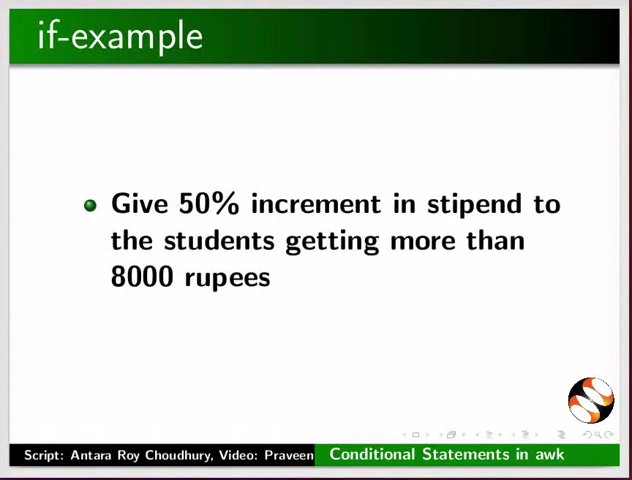 if-example
Give 50% increment in stipend to
the students getting more than
8000 rupees
Script: Antara Roy Choudhury, Video: Praveen
Conditional Statements in awk